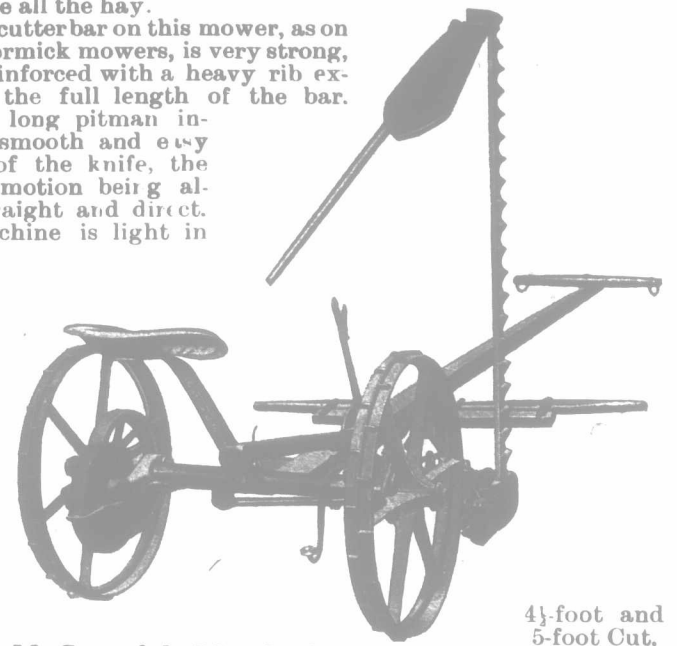 e all the hay.
cutter bar on this mower, as on
ormick mowers, is very strong,
inforced with a heavy rib ex-
the full length of the bar.
long pitman in-
smooth and easy
of the knife, the
motion being al-
raight and direct.
chine is light in
4½-foot and
5-foot Cut.